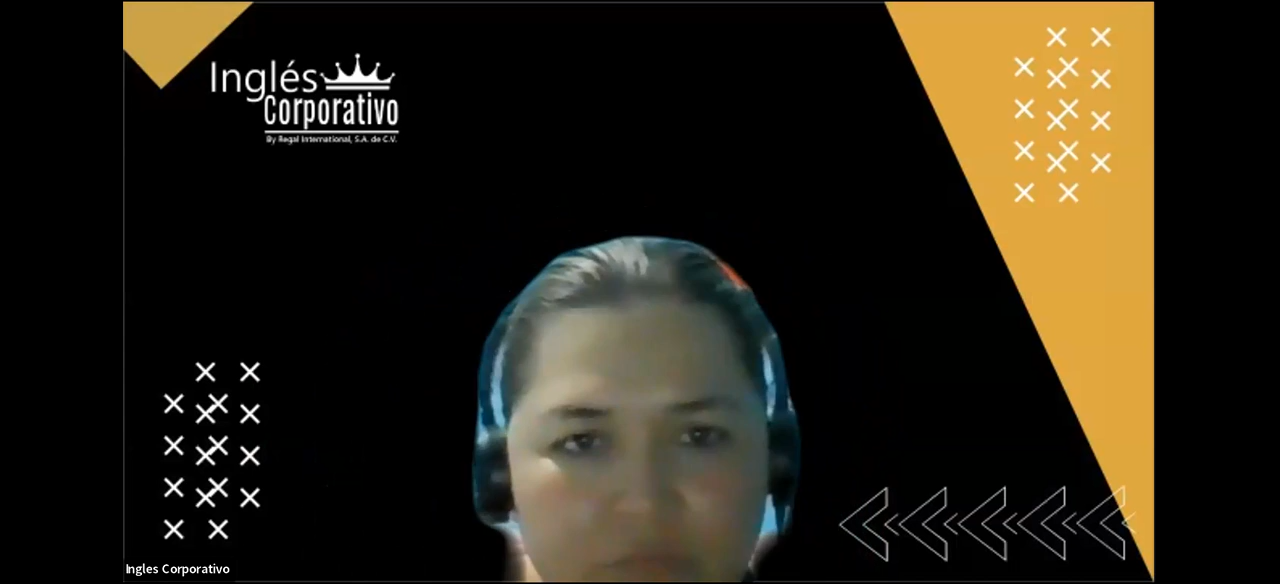 Inglés
Corporativo
By Regal International, S.A. de C.V.
Ingles Corporativo